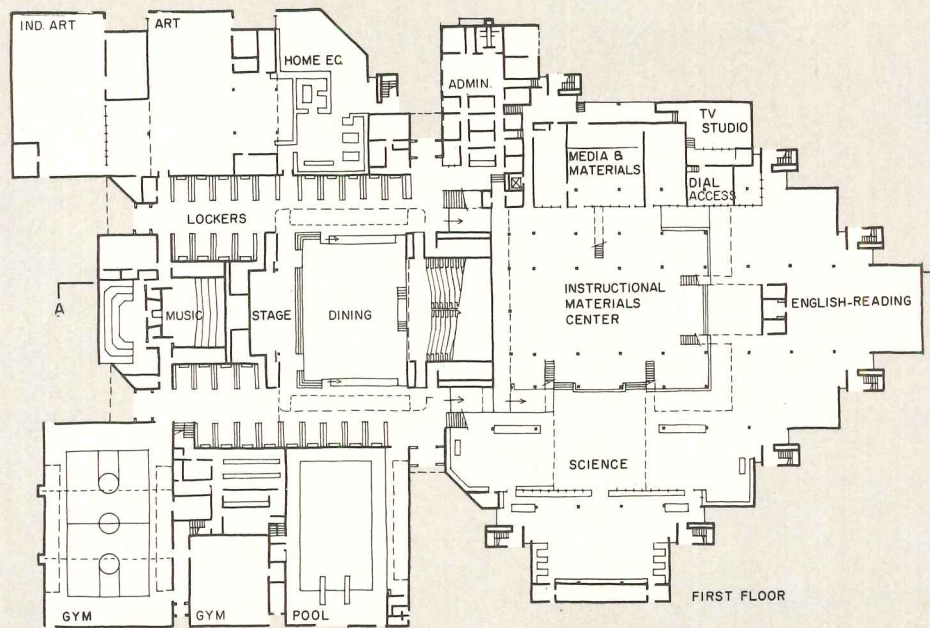 IND. ART
ART
HOME EC.
ADMIN.
TV
STUDIO
MEDIA &
MATERIALS
DIAL
ACCESS
LOCKERS
A
MUSIC
STAGE
DINING
INSTRUCTIONAL
MATERIALS
CENTER
ENGLISH-READING
SCIENCE
GYM
GYM
POOL
FIRST FLOOR